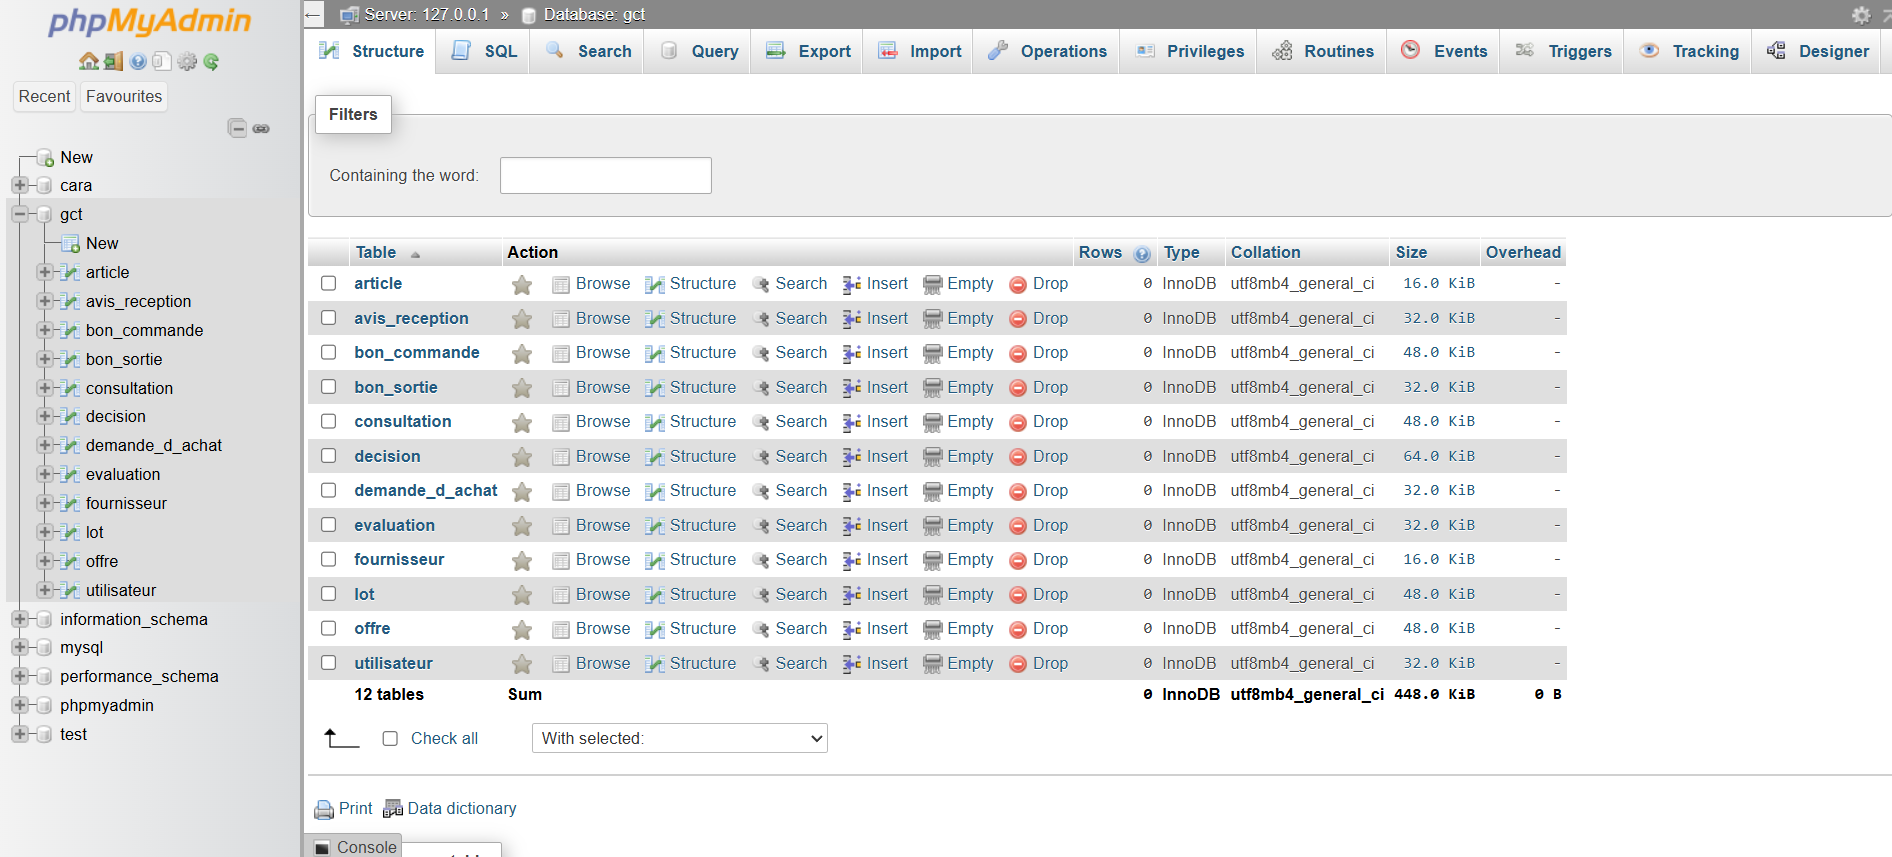 phpMyAdmin
Recent Favourites
New
cara
gct
New
article
avis_reception
bon_commande
bon_sortie
consultation
decision
demande_d_achat
evaluation
fournisseur
lot
offre
utilisateur
information_schema
mysql
performance_schema
phpmyadmin
test
Server: 127.0.0.1 » Database: gct
Structure SQL Search Query Export Import Operations Privileges Routines Events Triggers Tracking Designer
Filters
Containing the word:
Table Action Rows Type Collation Size Overhead
article Browse Structure Search Insert Empty Drop 0 InnoDB utf8mb4_general_ci 16.0 KiB -
avis_reception Browse Structure Search Insert Empty Drop 0 InnoDB utf8mb4_general_ci 32.0 KiB -
bon_commande Browse Structure Search Insert Empty Drop 0 InnoDB utf8mb4_general_ci 48.0 KiB -
bon_sortie Browse Structure Search Insert Empty Drop 0 InnoDB utf8mb4_general_ci 32.0 KiB -
consultation Browse Structure Search Insert Empty Drop 0 InnoDB utf8mb4_general_ci 48.0 KiB -
decision Browse Structure Search Insert Empty Drop 0 InnoDB utf8mb4_general_ci 64.0 KiB -
demande_d_achat Browse Structure Search Insert Empty Drop 0 InnoDB utf8mb4_general_ci 32.0 KiB -
evaluation Browse Structure Search Insert Empty Drop 0 InnoDB utf8mb4_general_ci 32.0 KiB -
fournisseur Browse Structure Search Insert Empty Drop 0 InnoDB utf8mb4_general_ci 16.0 KiB -
lot Browse Structure Search Insert Empty Drop 0 InnoDB utf8mb4_general_ci 48.0 KiB -
offre Browse Structure Search Insert Empty Drop 0 InnoDB utf8mb4_general_ci 48.0 KiB -
utilisateur Browse Structure Search Insert Empty Drop 0 InnoDB utf8mb4_general_ci 32.0 KiB -
12 tables Sum 0 InnoDB utf8mb4_general_ci 448.0 KiB 0 B
Check all With selected:
Print Data dictionary
Console